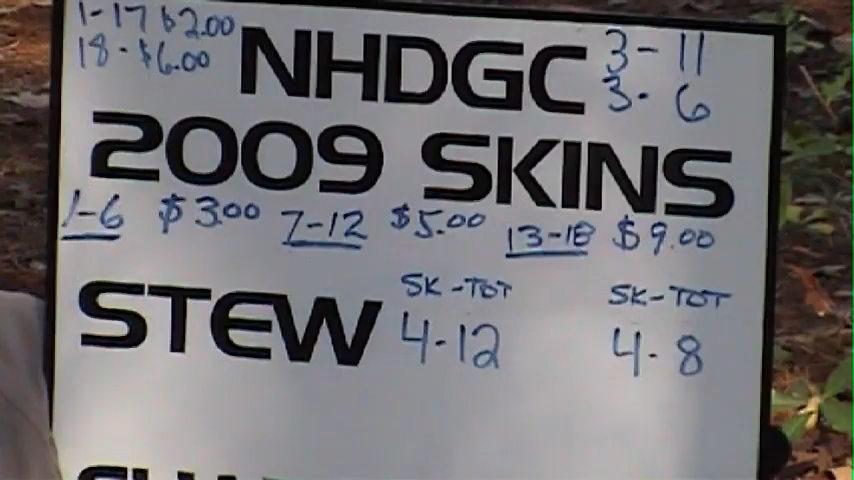 1-17 $2.00
18-$6.00
NHDGC
3-11
3-6
2009 SKINS
1-6 $3.00 7-12 $5.00 13-18 $9.00
SK-TOT SK-TOT
STEW 4-12 4-8